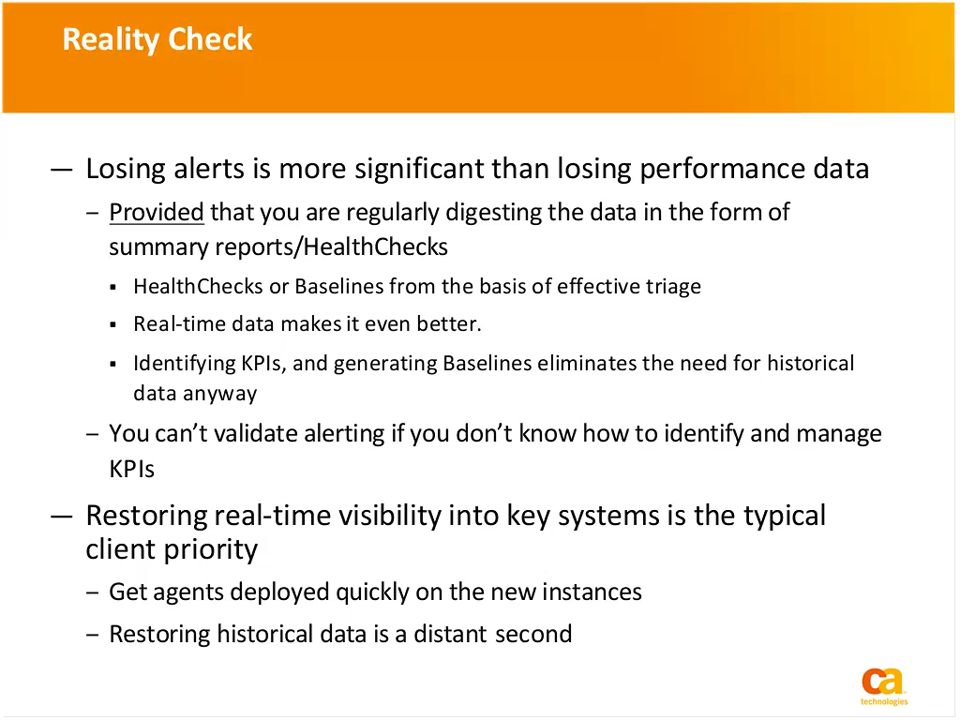 Reality Check
— Losing alerts is more significant than losing performance data
– Provided that you are regularly digesting the data in the form of
summary reports/HealthChecks
▪ HealthChecks or Baselines from the basis of effective triage
▪ Real-time data makes it even better.
▪ Identifying KPIs, and generating Baselines eliminates the need for historical
data anyway
– You can’t validate alerting if you don’t know how to identify and manage
KPIs
— Restoring real-time visibility into key systems is the typical
client priority
– Get agents deployed quickly on the new instances
– Restoring historical data is a distant second
ca
technologies